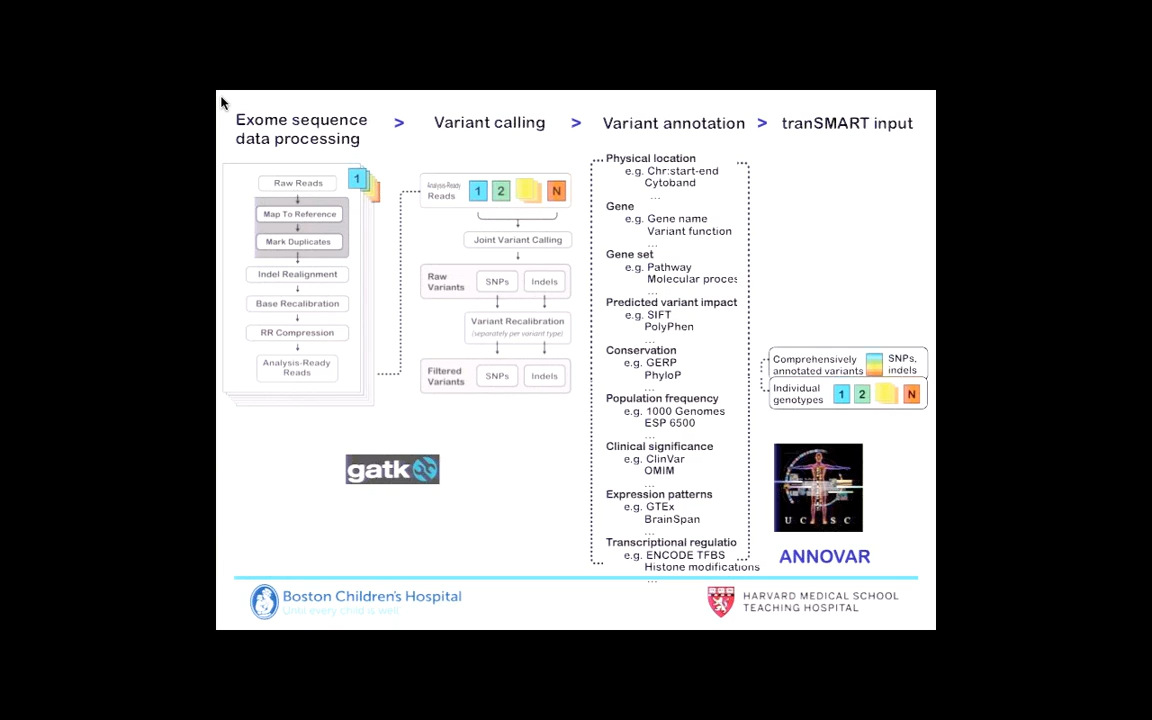 Exome sequence
data processing
>
Variant calling
>
Variant annotation
>
tranSMART input
1
Raw Reads
Map To Reference
Mark Duplicates
Indel Realignment
Base Recalibration
RR Compression
Analysis-Ready
Reads
Analysis-Ready
Reads
1
2
N
Joint Variant Calling
Raw
Variants
SNPs
Indels
Variant Recalibration
(separately per variant type)
Filtered
Variants
SNPs
Indels
gatk
Physical location
e.g. Chr:start-end
Cytoband
...
Gene
e.g. Gene name
Variant function
...
Gene set
e.g. Pathway
Molecular proces
...
Predicted variant impact
e.g. SIFT
PolyPhen
...
Conservation
e.g. GERP
PhyloP
...
Population frequency
e.g. 1000 Genomes
ESP 6500
...
Clinical significance
e.g. ClinVar
OMIM
...
Expression patterns
e.g. GTEx
BrainSpan
...
Transcriptional regulatio
e.g. ENCODE TFBS
Histone modifications
...
Comprehensively
annotated variants
SNPs,
indels
Individual
genotypes
1
2
N
UCSC
ANNOVAR
Boston Children's Hospital
Until every child is well
HARVARD MEDICAL SCHOOL
TEACHING HOSPITAL